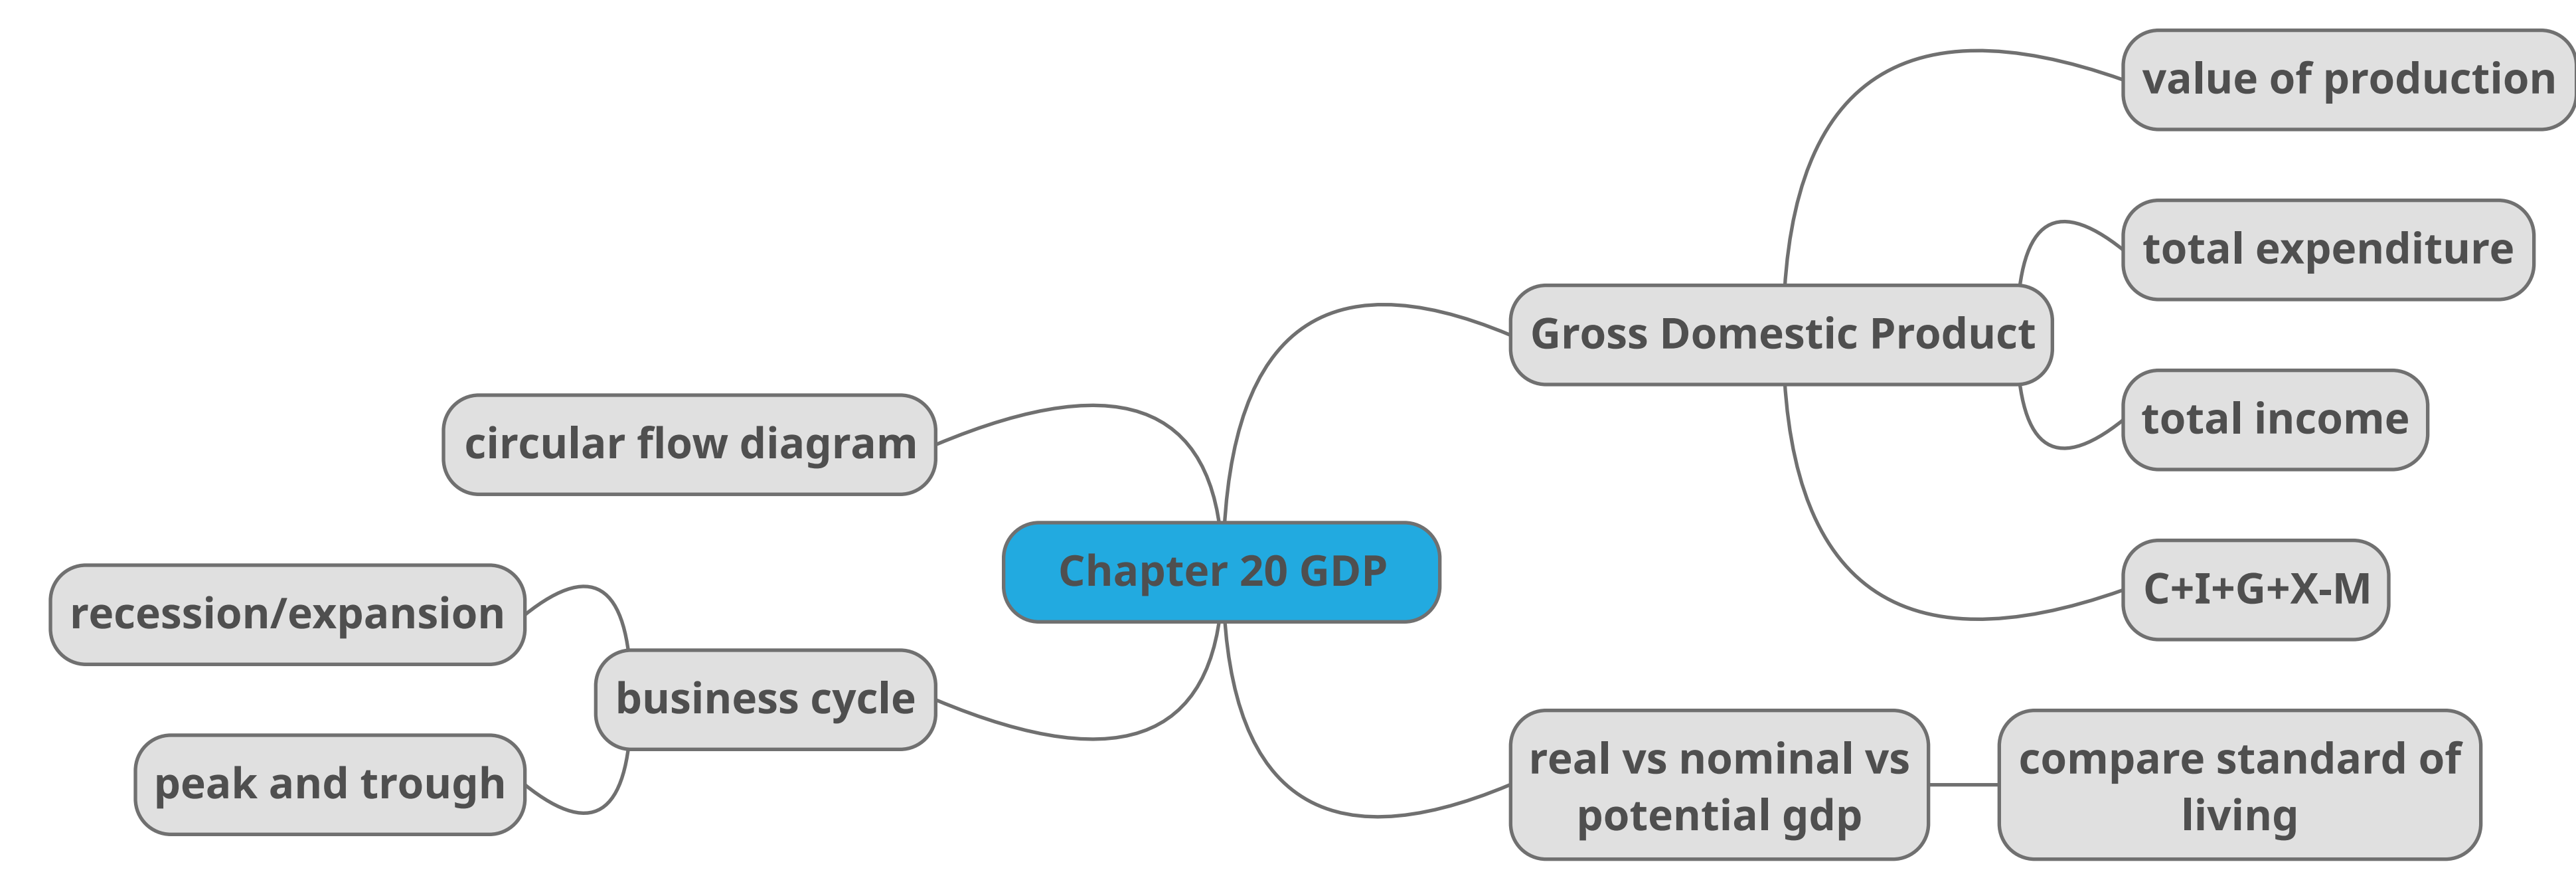 value of production
total expenditure
Gross Domestic Product
total income
circular flow diagram
Chapter 20 GDP
C+I+G+X-M
recession/expansion
business cycle
peak and trough
real vs nominal vs
potential gdp
compare standard of
living